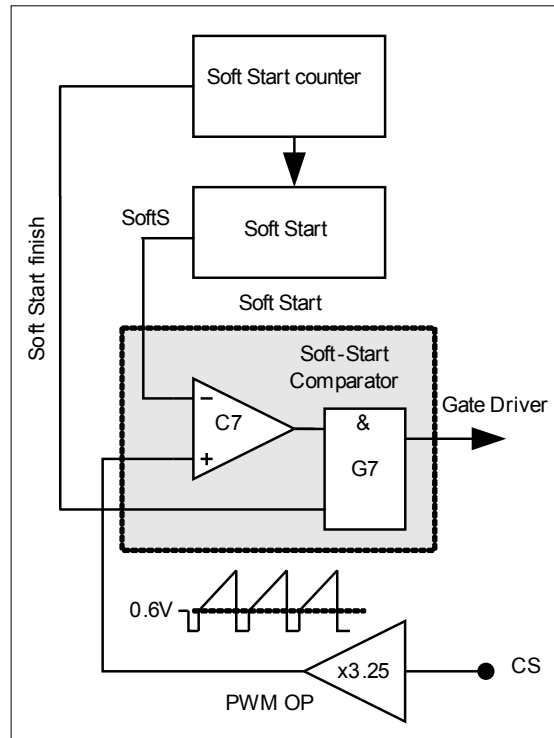 Soft Start counter
Soft Start finish
SoftS
Soft Start
Soft Start
Soft-Start
Comparator
Gate Driver
−
C7
+
&
G7
0.6V
x3.25
CS
PWM OP